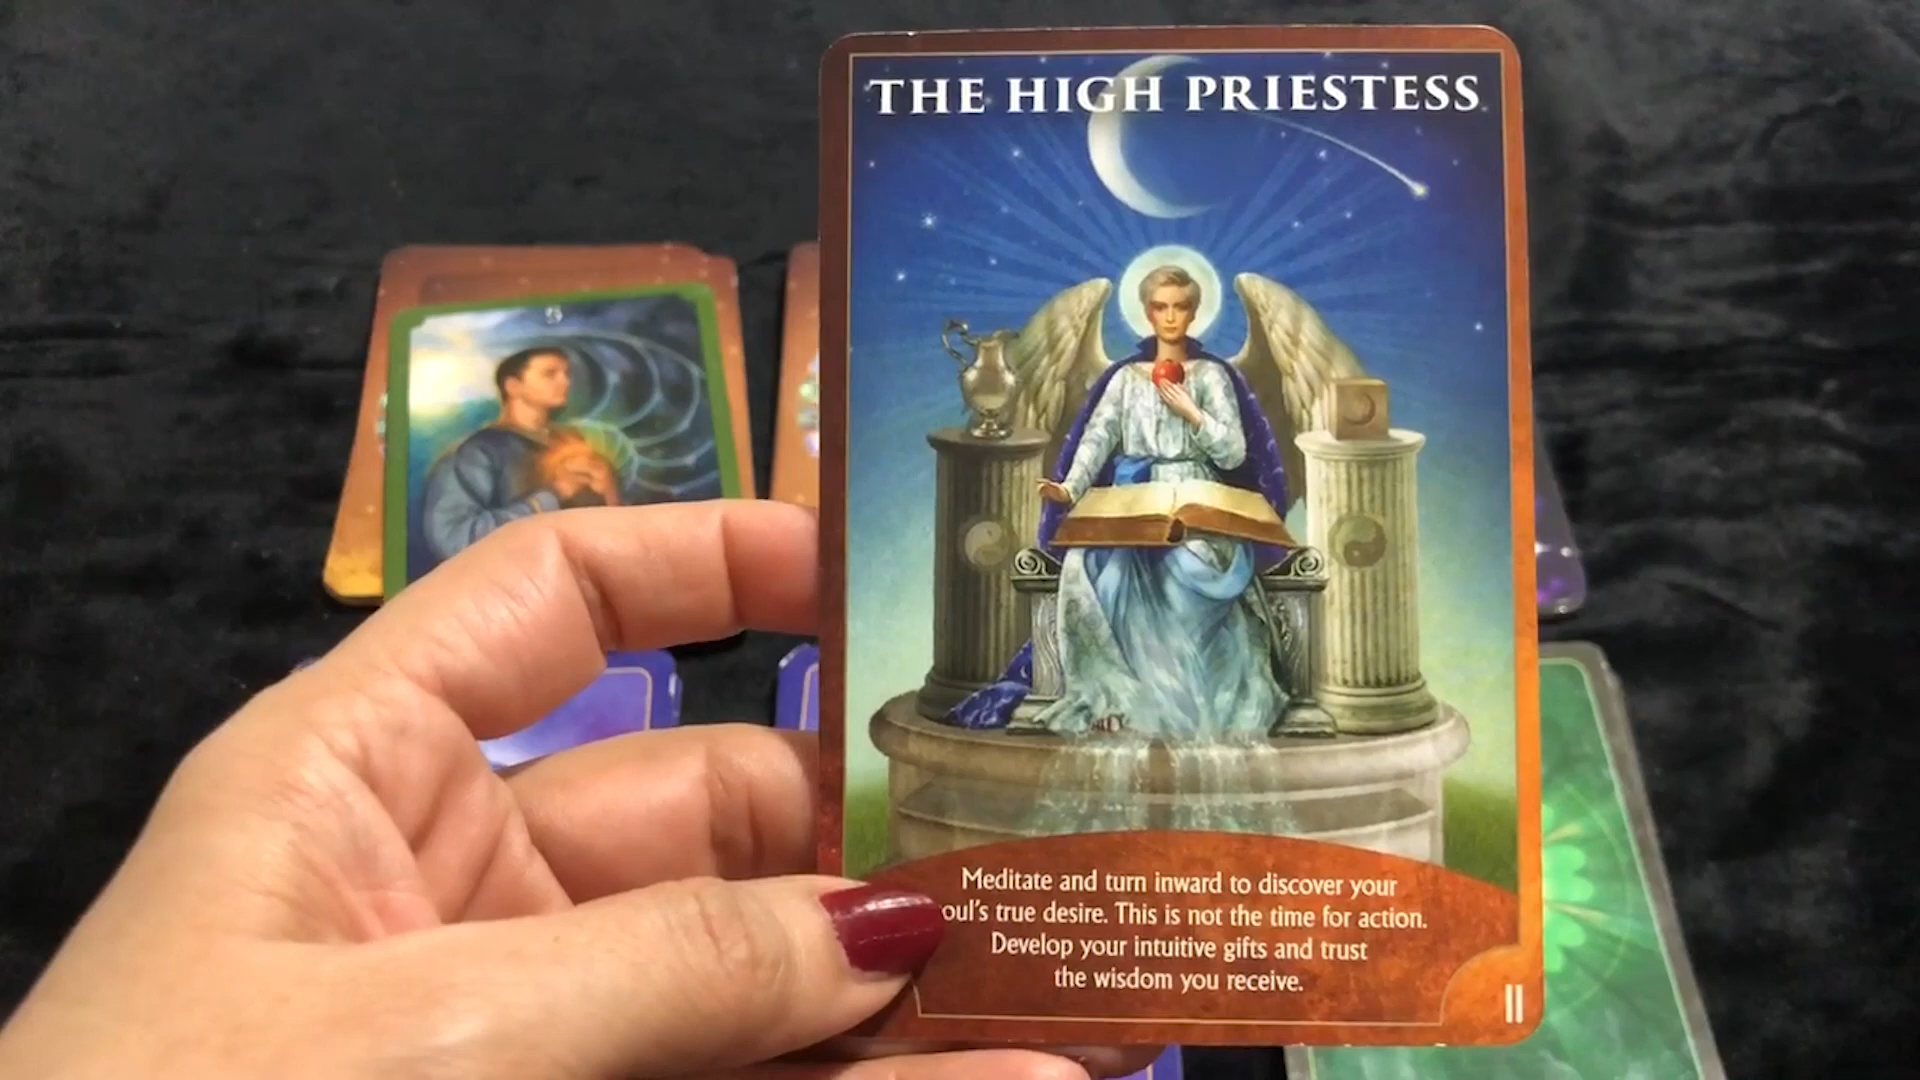 THE HIGH PRIESTESS
Meditate and turn inward to discover your
oul's true desire. This is not the time for action.
Develop your intuitive gifts and trust
the wisdom you receive.
II